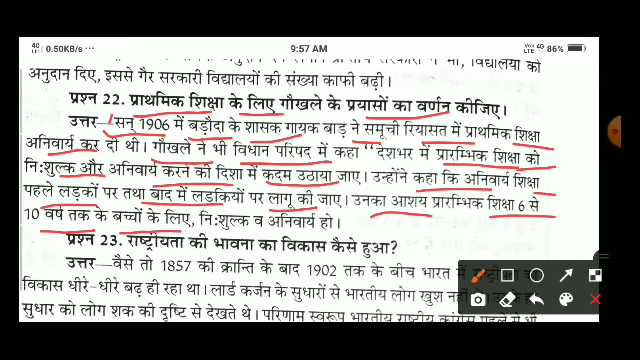 0.50KB/s ...
9:57 AM
86%
अनुदान दिए, इससे गैर सरकारी विद्यालयों की संख्या काफी बढ़ी।
प्रश्न 22. प्राथमिक शिक्षा के लिए गौखले के प्रयासों का वर्णन कीजिए।
उत्तर—सन् 1906 में बड़ौदा के शासक गायक बाड़ ने समूची रियासत में प्राथमिक शिक्षा
अनिवार्य कर दी थी। गौखले ने भी विधान परिषद में कहा ''देशभर में प्रारम्भिक शिक्षा को
निःशुल्क और अनिवार्य करने की दिशा में कदम उठाया जाए। उन्होंने कहा कि अनिवार्य शिक्षा
पहले लड़कों पर तथा बाद में लडकियों पर लागू की जाए। उनका आशय प्रारम्भिक शिक्षा 6 से
10 वर्ष तक के बच्चों के लिए, निःशुल्क व अनिवार्य हो।
प्रश्न 23. राष्ट्रीयता की भावना का विकास कैसे हुआ?
उत्तर—वैसे तो 1857 की क्रान्ति के बाद 1902 तक के बीच भारत में
विकास धीरे-धीरे बढ़ ही रहा था। लार्ड कर्जन के सुधारों से भारतीय लोग खुश नहीं
सुधार को लोग शक की दृष्टि से देखते थे। परिणाम स्वरूप भारतीय राष्ट्रीय कांग्रेस पहले में भी